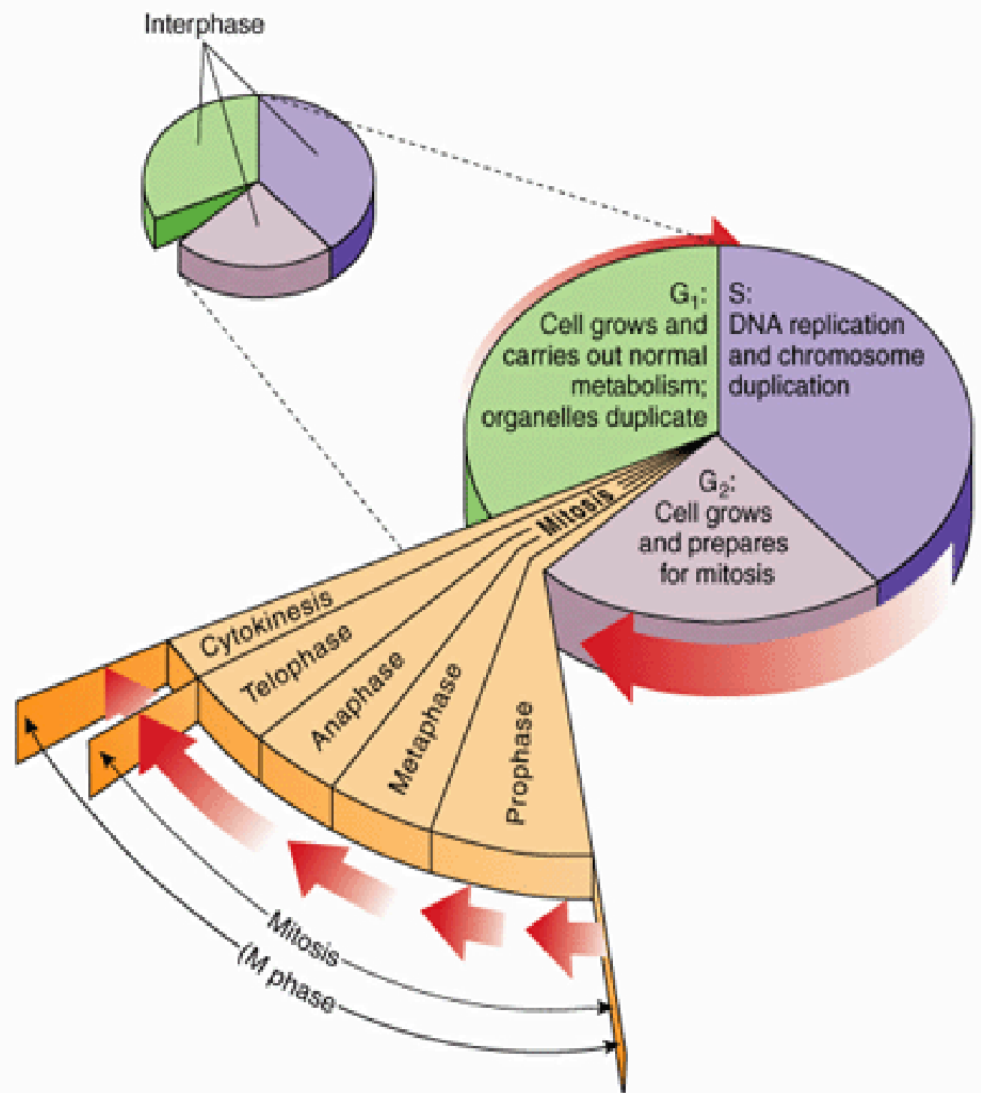 Interphase
G₁:
Cell grows and
carries out normal
metabolism;
organelles duplicate
S:
DNA replication
and chromosome
duplication
G₂:
Cell grows
and prepares
for mitosis
Mitosis
Cytokinesis
Telophase
Anaphase
Metaphase
Prophase
Mitosis
(M phase